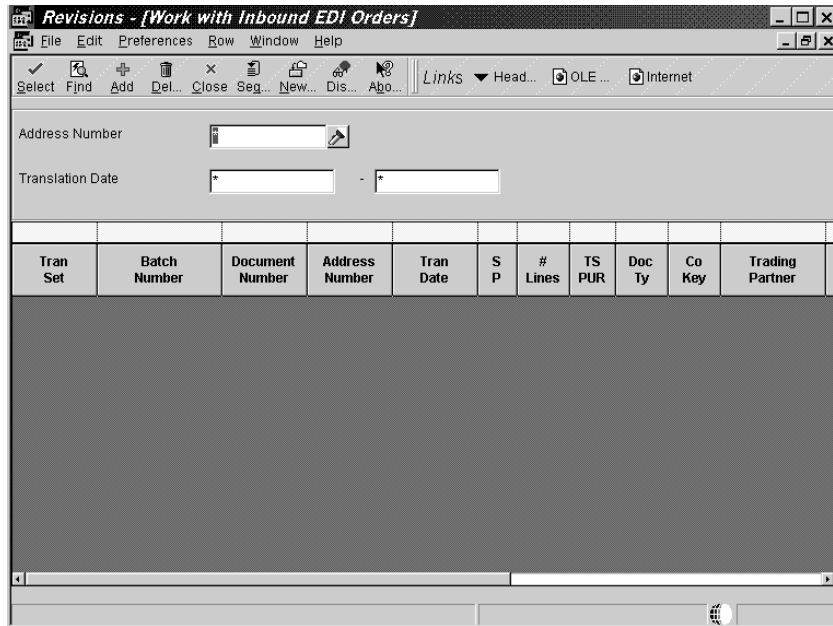 Revisions - [Work with Inbound EDI Orders]
File Edit Preferences Row Window Help
Select Find Add Del... Close Seq... New... Dis... Abo... Links Head... OLE ... Internet
Address Number *
Translation Date * - *
Tran Set Batch Number Document Number Address Number Tran Date S P # Lines TS PUR Doc Ty Co Key Trading Partner